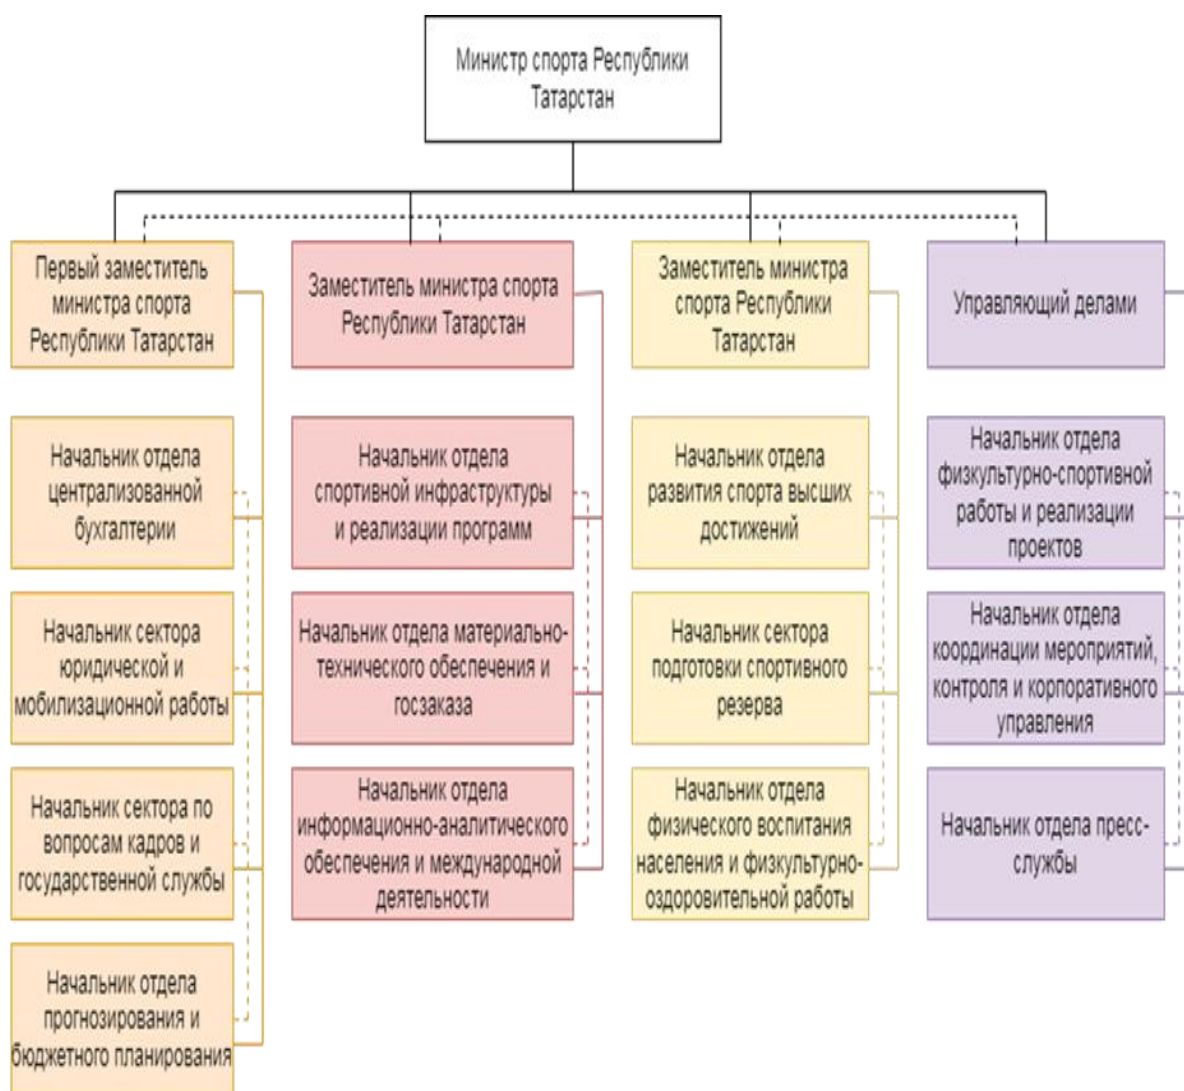 Министр спорта Республики
Татарстан
Первый заместитель
министра спорта
Республики Татарстан
Заместитель министра спорта
Республики Татарстан
Заместитель министра
спорта Республики
Татарстан
Управляющий делами
Начальник отдела
централизованной
бухгалтерии
Начальник отдела
спортивной инфраструктуры
и реализации программ
Начальник отдела
развития спорта высших
достижений
Начальник отдела
физкультурно-спортивной
работы и реализации
проектов
Начальник сектора
юридической и
мобилизационной работы
Начальник отдела материально-
технического обеспечения и
госзаказа
Начальник сектора
подготовки спортивного
резерва
Начальник отдела
координации мероприятий,
контроля и корпоративного
управления
Начальник сектора по
вопросам кадров и
государственной службы
Начальник отдела
информационно-аналитического
обеспечения и международной
деятельности
Начальник отдела
физического воспитания
населения и физкультурно-
оздоровительной работы
Начальник отдела пресс-
службы
Начальник отдела
прогнозирования и
бюджетного планирования